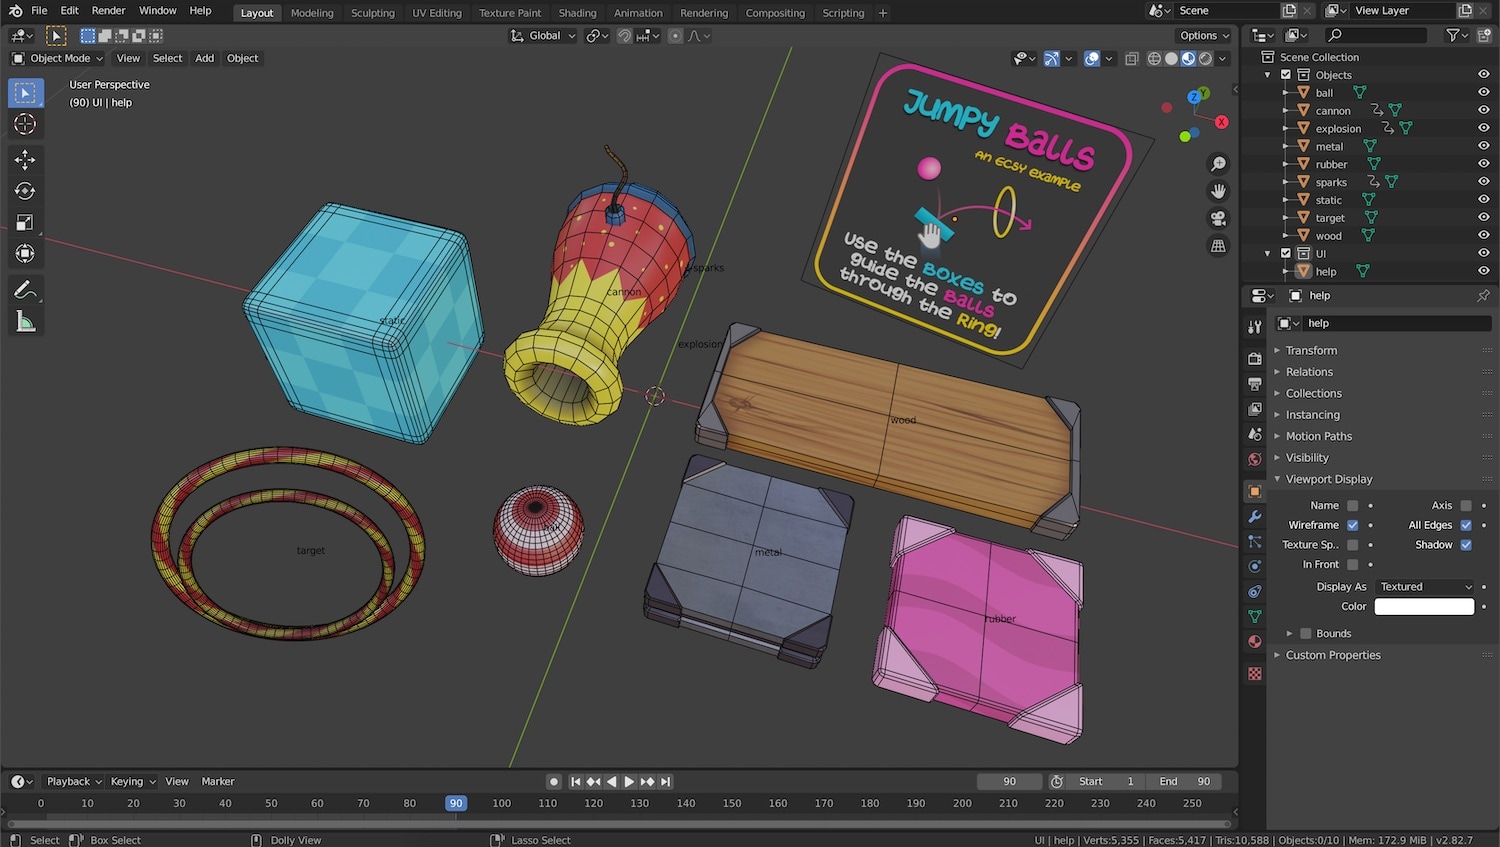 File Edit Render Window Help
Layout Modeling Sculpting UV Editing Texture Paint Shading Animation Rendering Compositing Scripting +
Scene
View Layer
Global
Options
Object Mode View Select Add Object
User Perspective
(90) UI | help
Z
Y
X
static
cannon
sparks
explosion
target
wood
metal
rubber
Jumpy Balls
an ECSY example
Use the Boxes to
guide the Balls
through the Ring!
Scene Collection
Objects
ball
cannon
explosion
metal
rubber
sparks
static
target
wood
UI
help
help
help
Transform
Relations
Collections
Instancing
Motion Paths
Visibility
Viewport Display
Name Axis
Wireframe All Edges
Texture Sp.. Shadow
In Front
Display As Textured
Color
Bounds
Custom Properties
Playback Keying View Marker
90 Start 1 End 90
0 10 20 30 40 50 60 70 80 90 100 110 120 130 140 150 160 170 180 190 200 210 220 230 240 250
Select Box Select Dolly View Lasso Select
UI | help | Verts:5,355 | Faces:5,417 | Tris:10,588 | Objects:0/10 | Mem: 172.9 MiB | v2.82.7